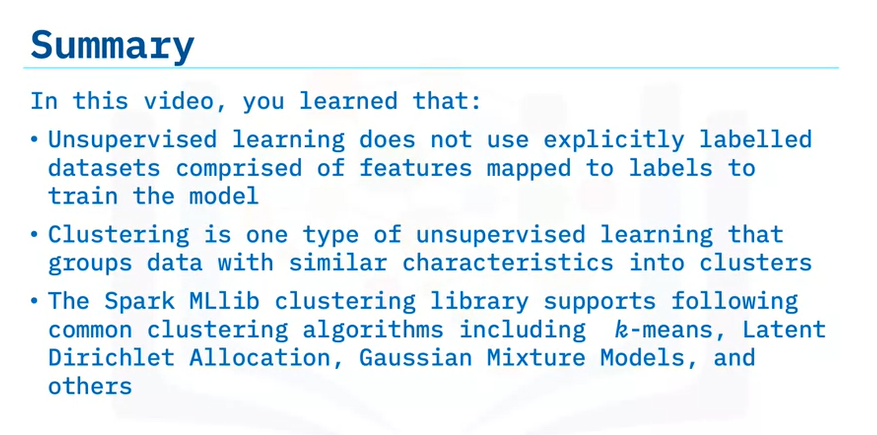 Summary
In this video, you learned that:
• Unsupervised learning does not use explicitly labelled
datasets comprised of features mapped to labels to
train the model
• Clustering is one type of unsupervised learning that
groups data with similar characteristics into clusters
• The Spark MLlib clustering library supports following
common clustering algorithms including k-means, Latent
Dirichlet Allocation, Gaussian Mixture Models, and
others